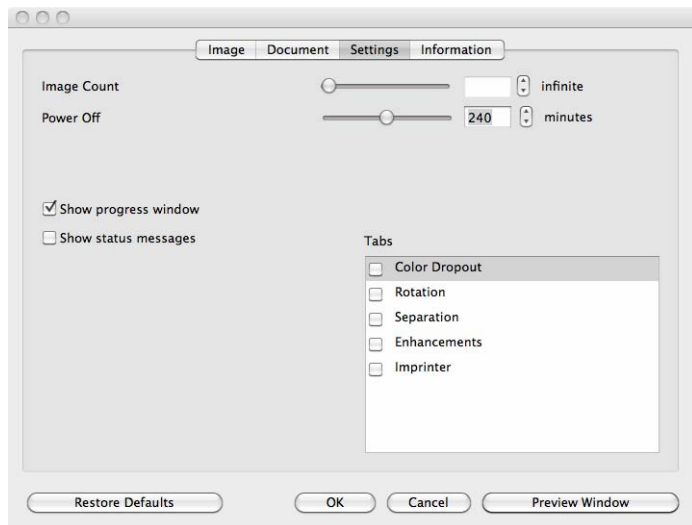 Image Document Settings Information
Image Count infinite
Power Off 240 minutes
Show progress window
Show status messages
Tabs
Color Dropout
Rotation
Separation
Enhancements
Imprinter
Restore Defaults OK Cancel Preview Window